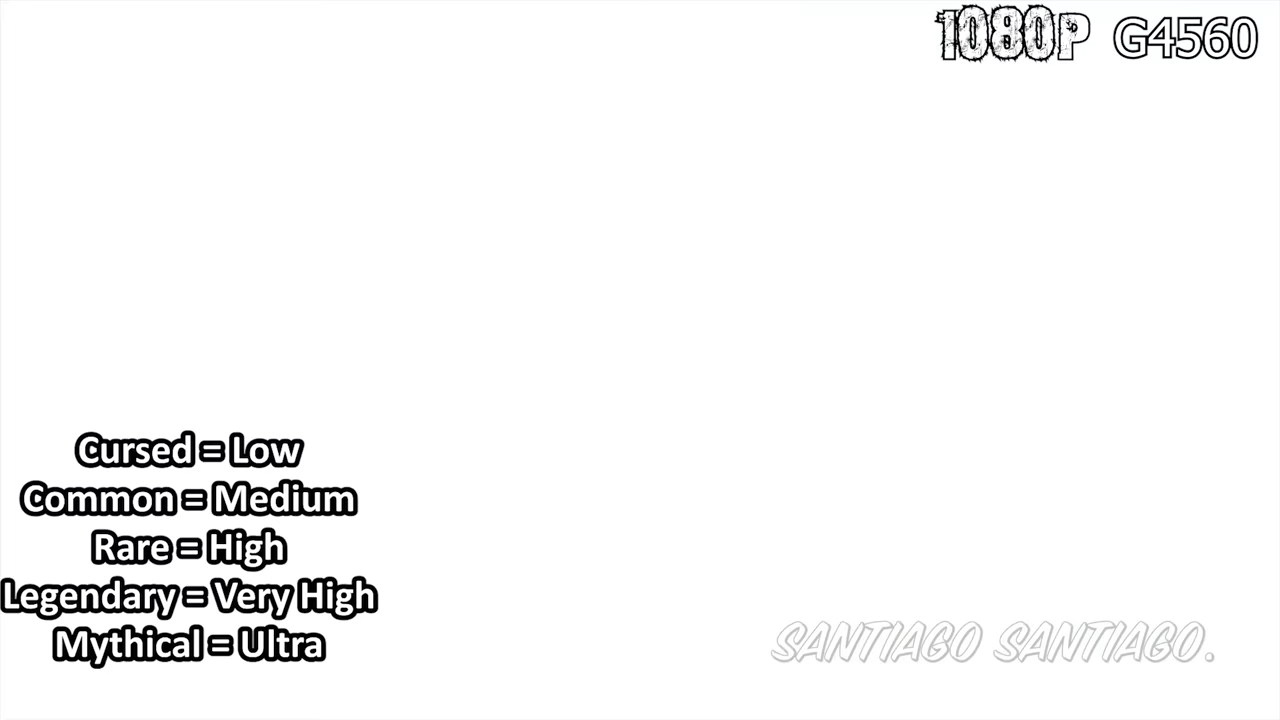 1080P G4560
Cursed = Low
Common = Medium
Rare = High
Legendary = Very High
Mythical = Ultra
SANTIAGO SANTIAGO.